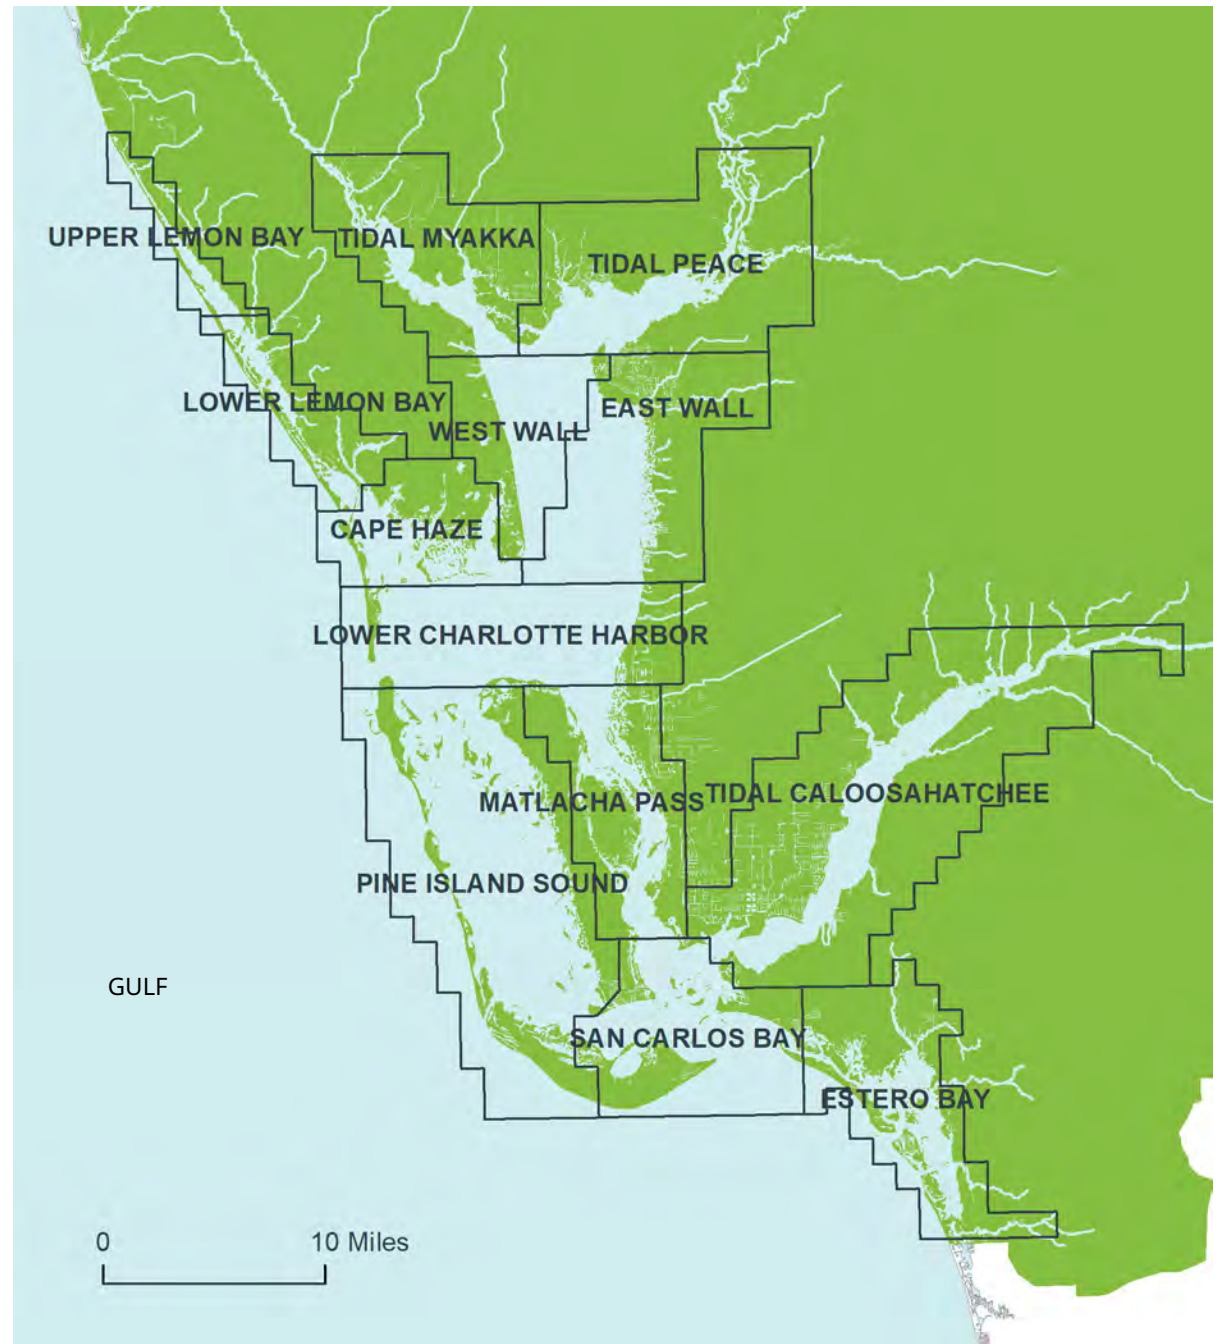 UPPER LEMON BAY
TIDAL MYAKKA
TIDAL PEACE
LOWER LEMON BAY
WEST WALL
EAST WALL
CAPE HAZE
LOWER CHARLOTTE HARBOR
MATLACHA PASS
TIDAL CALOOSAHATCHEE
PINE ISLAND SOUND
GULF
SAN CARLOS BAY
ESTERO BAY
0 10 Miles